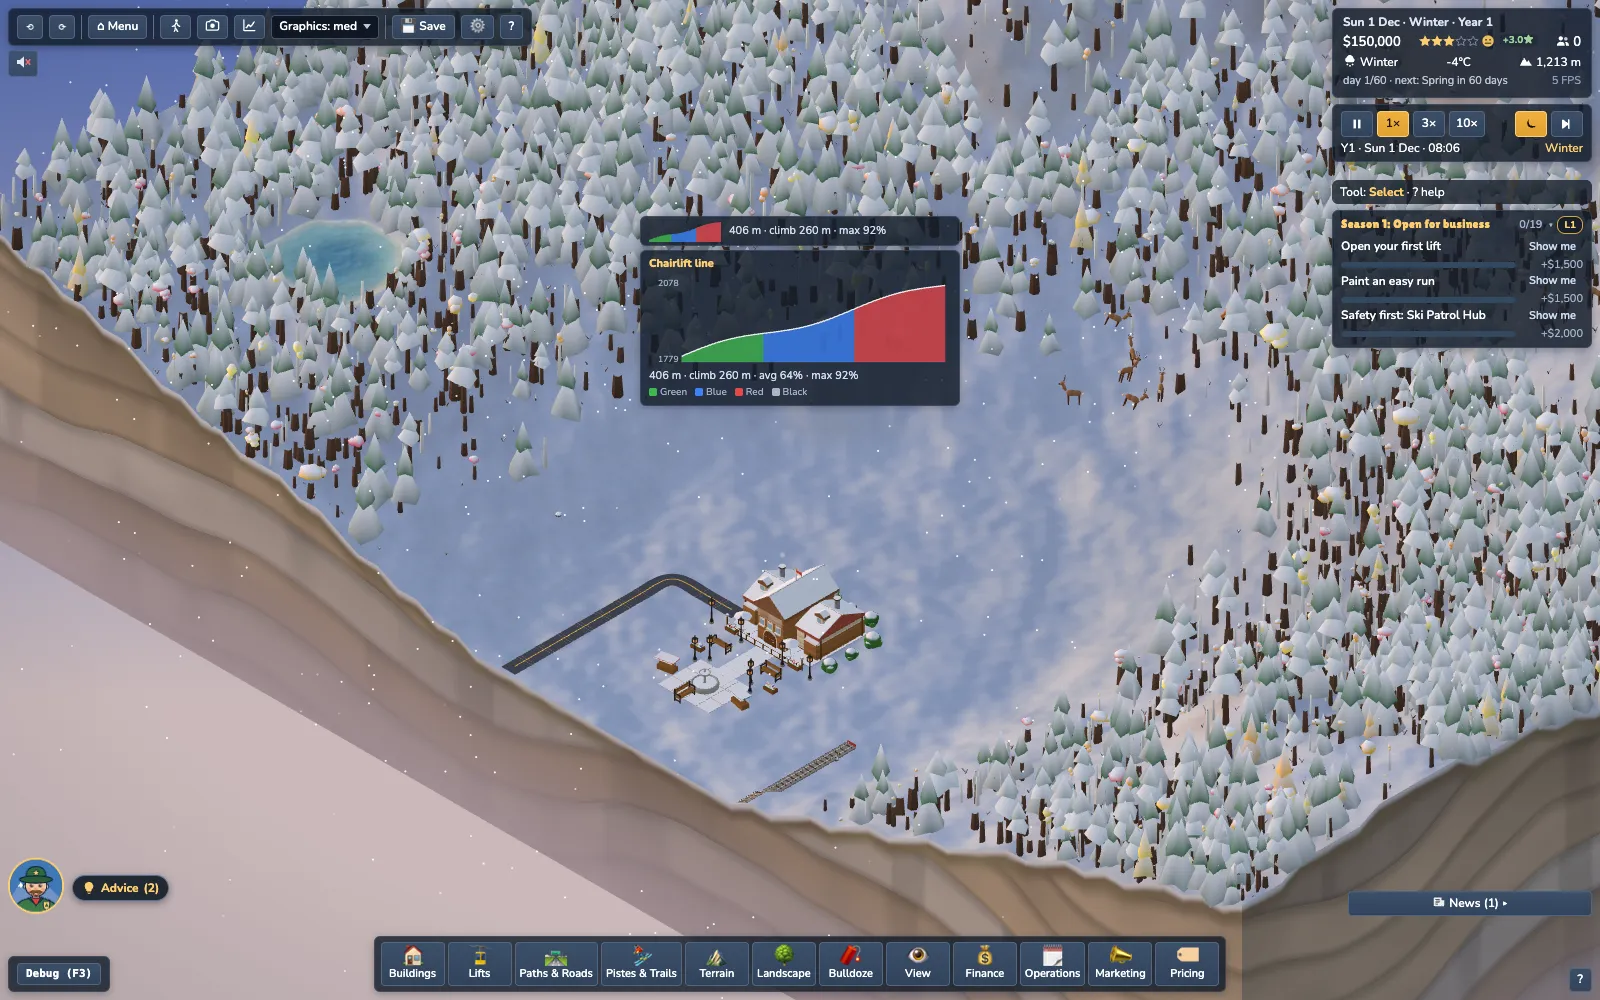 Menu
Graphics: med
Save
?
Sun 1 Dec · Winter · Year 1
$150,000
+3.0
0
Winter
-4°C
1,213 m
day 1/60 · next: Spring in 60 days
5 FPS
1×
3×
10×
Y1 · Sun 1 Dec · 08:06
Winter
Tool: Select · ? help
Season 1: Open for business
0/19
L1
Open your first lift
Show me
+$1,500
Paint an easy run
Show me
+$1,500
Safety first: Ski Patrol Hub
Show me
+$2,000
406 m · climb 260 m · max 92%
Chairlift line
2078
1779
406 m · climb 260 m · avg 64% · max 92%
Green
Blue
Red
Black
Advice (2)
News (1)
Debug (F3)
Buildings
Lifts
Paths & Roads
Pistes & Trails
Terrain
Landscape
Bulldoze
View
Finance
Operations
Marketing
Pricing
?